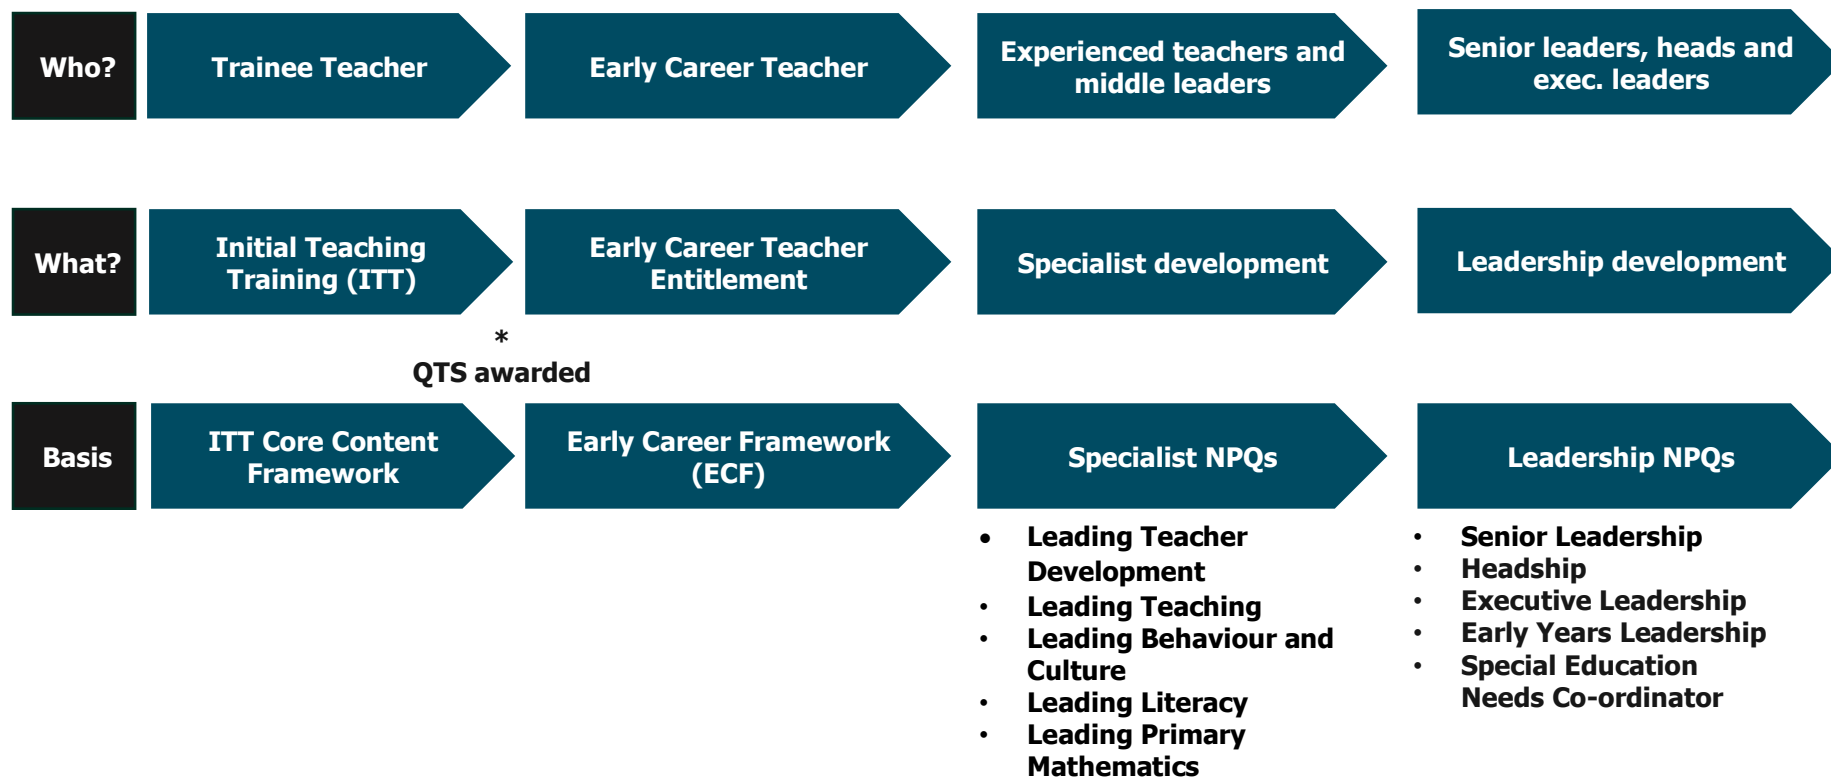 Who?
Trainee Teacher
Early Career Teacher
Experienced teachers and
middle leaders
Senior leaders, heads and
exec. leaders
What?
Initial Teaching
Training (ITT)
Early Career Teacher
Entitlement
Specialist development
Leadership development
*
QTS awarded
Basis
ITT Core Content
Framework
Early Career Framework
(ECF)
Specialist NPQs
Leadership NPQs
• Leading Teacher
Development
• Leading Teaching
• Leading Behaviour and
Culture
• Leading Literacy
• Leading Primary
Mathematics
• Senior Leadership
• Headship
• Executive Leadership
• Early Years Leadership
• Special Education
Needs Co-ordinator